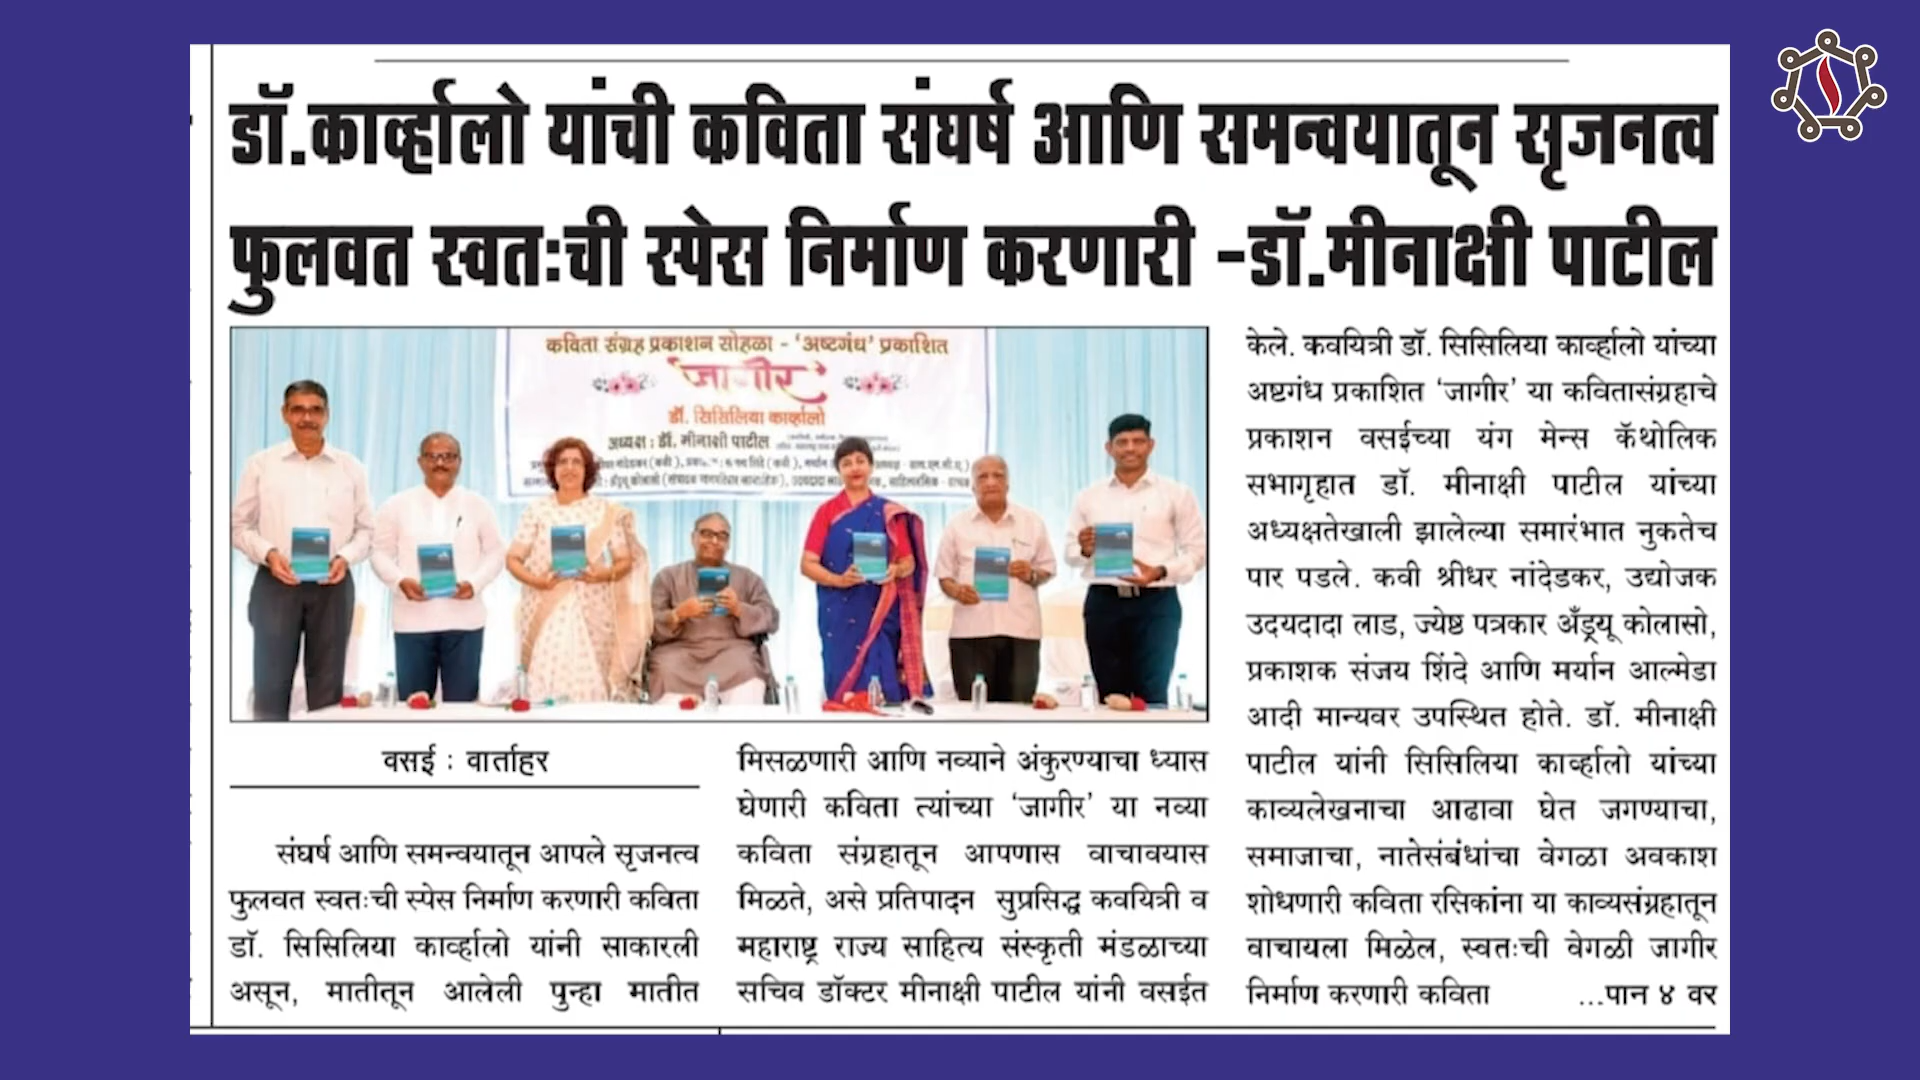 डॉ.कार्व्हालो यांची कविता संघर्ष आणि समन्वयातून सृजनत्व
फुलवत स्वतःची स्पेस निर्माण करणारी -डॉ.मीनाक्षी पाटील
कविता संग्रह प्रकाशन सोहळा - 'अष्टगंध' प्रकाशित
जागीर
डॉ. सिसिलिया कार्व्हालो
अध्यक्ष : डॉ. मीनाक्षी पाटील
वसई : वार्ताहर
संघर्ष आणि समन्वयातून आपले सृजनत्व
फुलवत स्वतःची स्पेस निर्माण करणारी कविता
डॉ. सिसिलिया कार्व्हालो यांनी साकारली
असून, मातीतून आलेली पुन्हा मातीत
मिसळणारी आणि नव्याने अंकुरण्याचा ध्यास
घेणारी कविता त्यांच्या 'जागीर' या नव्या
कविता संग्रहातून आपणास वाचावयास
मिळते, असे प्रतिपादन सुप्रसिद्ध कवयित्री व
महाराष्ट्र राज्य साहित्य संस्कृती मंडळाच्या
सचिव डॉक्टर मीनाक्षी पाटील यांनी वसईत
केले. कवयित्री डॉ. सिसिलिया कार्व्हालो यांच्या
अष्टगंध प्रकाशित 'जागीर' या कवितासंग्रहाचे
प्रकाशन वसईच्या यंग मेन्स कॅथोलिक
सभागृहात डॉ. मीनाक्षी पाटील यांच्या
अध्यक्षतेखाली झालेल्या समारंभात नुकतेच
पार पडले. कवी श्रीधर नांदेडकर, उद्योजक
उदयदादा लाड, ज्येष्ठ पत्रकार अँड्र्यू कोलासो,
प्रकाशक संजय शिंदे आणि मर्यान आल्मेडा
आदी मान्यवर उपस्थित होते. डॉ. मीनाक्षी
पाटील यांनी सिसिलिया कार्व्हालो यांच्या
काव्यलेखनाचा आढावा घेत जगण्याचा,
समाजाचा, नातेसंबंधांचा वेगळा अवकाश
शोधणारी कविता रसिकांना या काव्यसंग्रहातून
वाचायला मिळेल, स्वतःची वेगळी जागीर
निर्माण करणारी कविता ...पान ४ वर